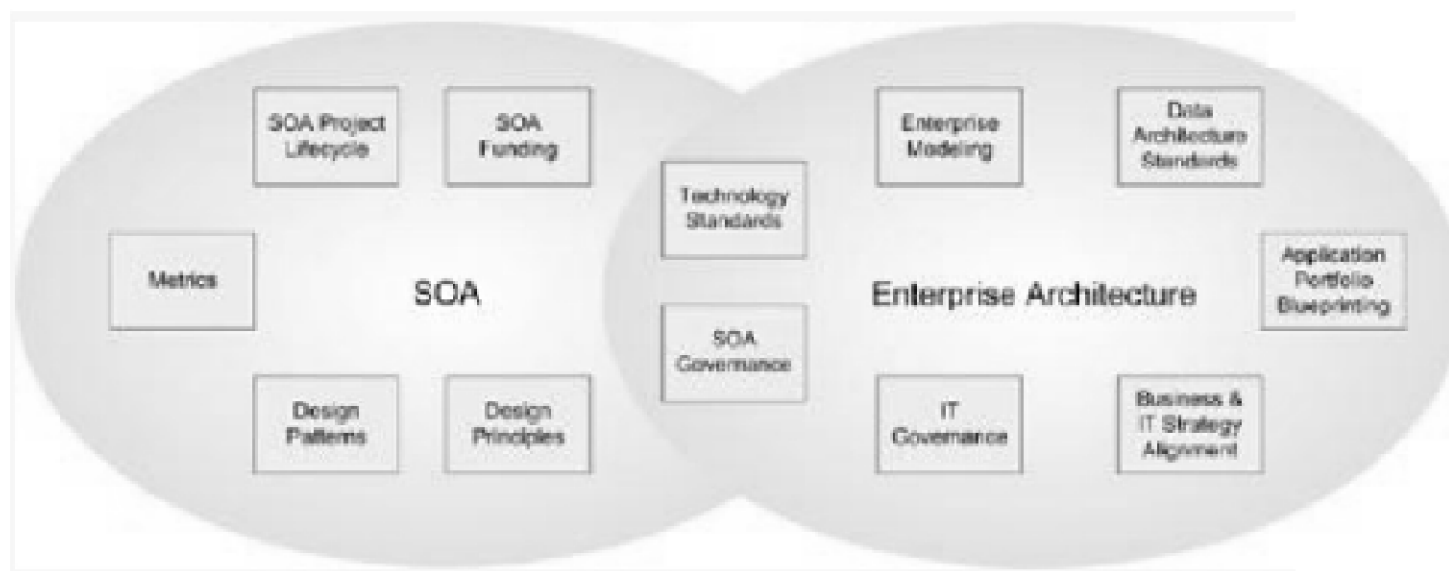 SOA Project
Lifecycle
SOA
Funding
Metrics
SOA
Design
Patterns
Design
Principles
Technology
Standards
SOA
Governance
Enterprise
Modeling
Data
Architecture
Standards
Enterprise Architecture
Application
Portfolio
Blueprinting
IT
Governance
Business &
IT Strategy
Alignment